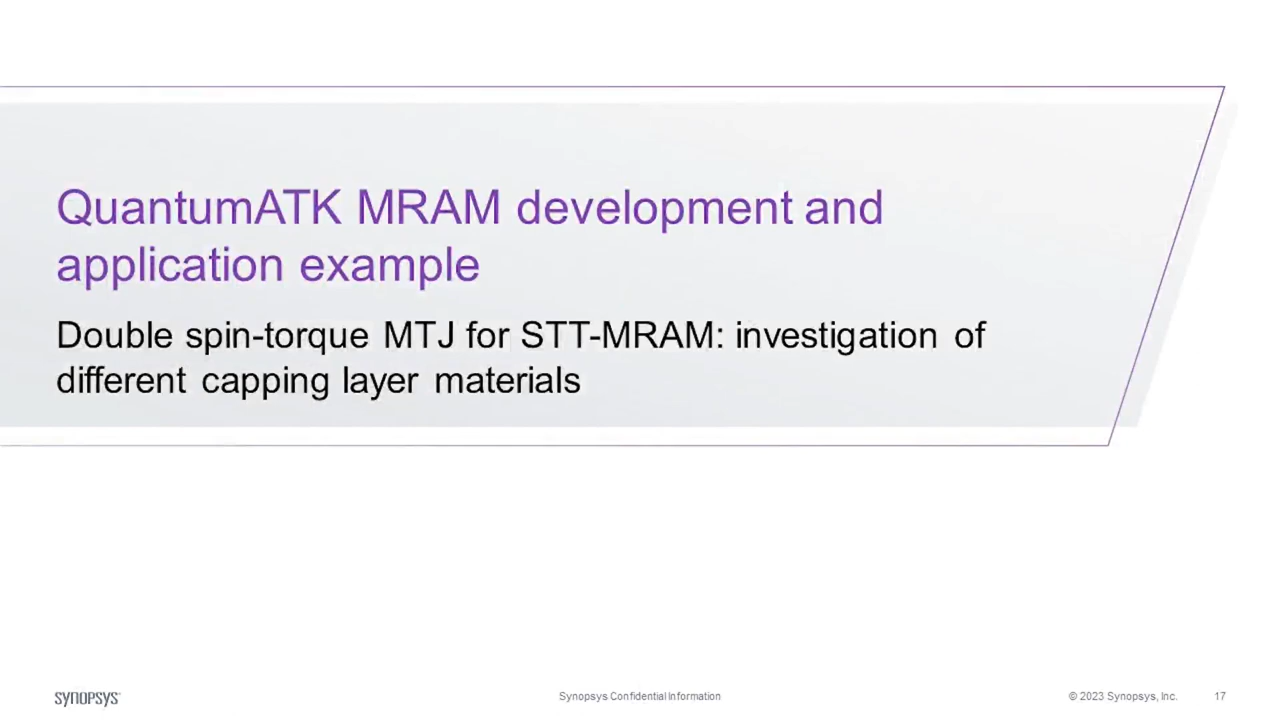 QuantumATK MRAM development and
application example
Double spin-torque MTJ for STT-MRAM: investigation of
different capping layer materials
SYNOPSYS®
Synopsys Confidential Information
© 2023 Synopsys, Inc.
17